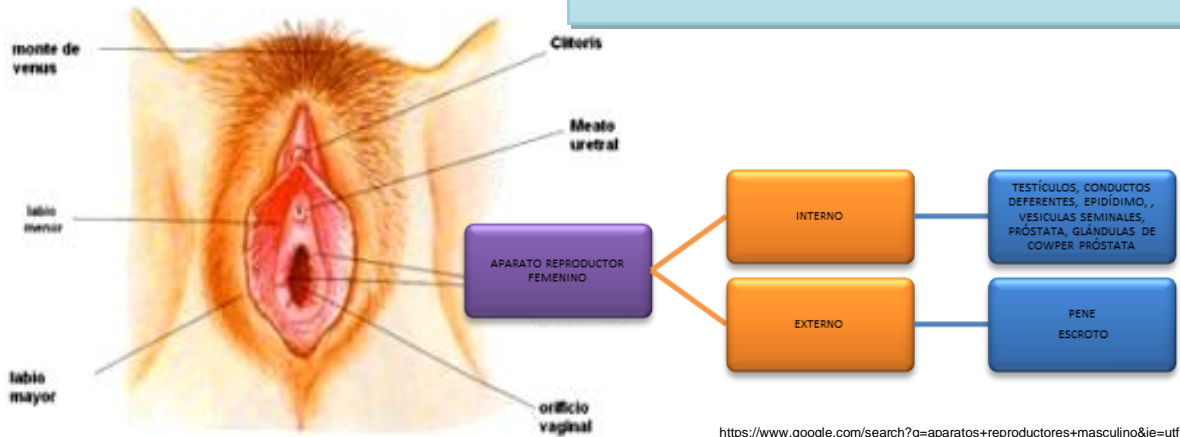 monte de
venus
Clitoris
Meato
uretral
labio
menor
labio
mayor
orificio
vaginal
APARATO REPRODUCTOR
FEMENINO
INTERNO
TESTÍCULOS, CONDUCTOS
DEFERENTES, EPIDÍDIMO, ,
VESICULAS SEMINALES,
PRÓSTATA, GLÁNDULAS DE
COWPER PRÓSTATA
EXTERNO
PENE
ESCROTO
https://www.google.com/search?q=aparatos+reproductores+masculino&ie=utf